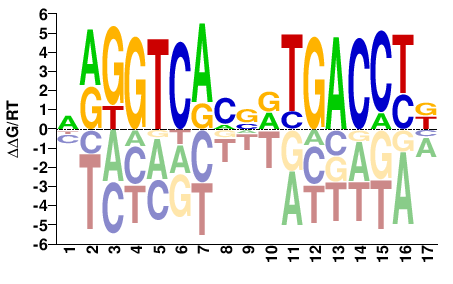 6
5
4
3
2
1
0
-1
-2
-3
-4
-5
-6
ΔΔG/RT
A A G G T C A C G G T G A C C T G
G T G C A C A C T
C C A A G T C G T T G A C G G G C
T C C A A T T A C G A T A A
T C G T T T
1 2 3 4 5 6 7 8 9 10 11 12 13 14 15 16 17